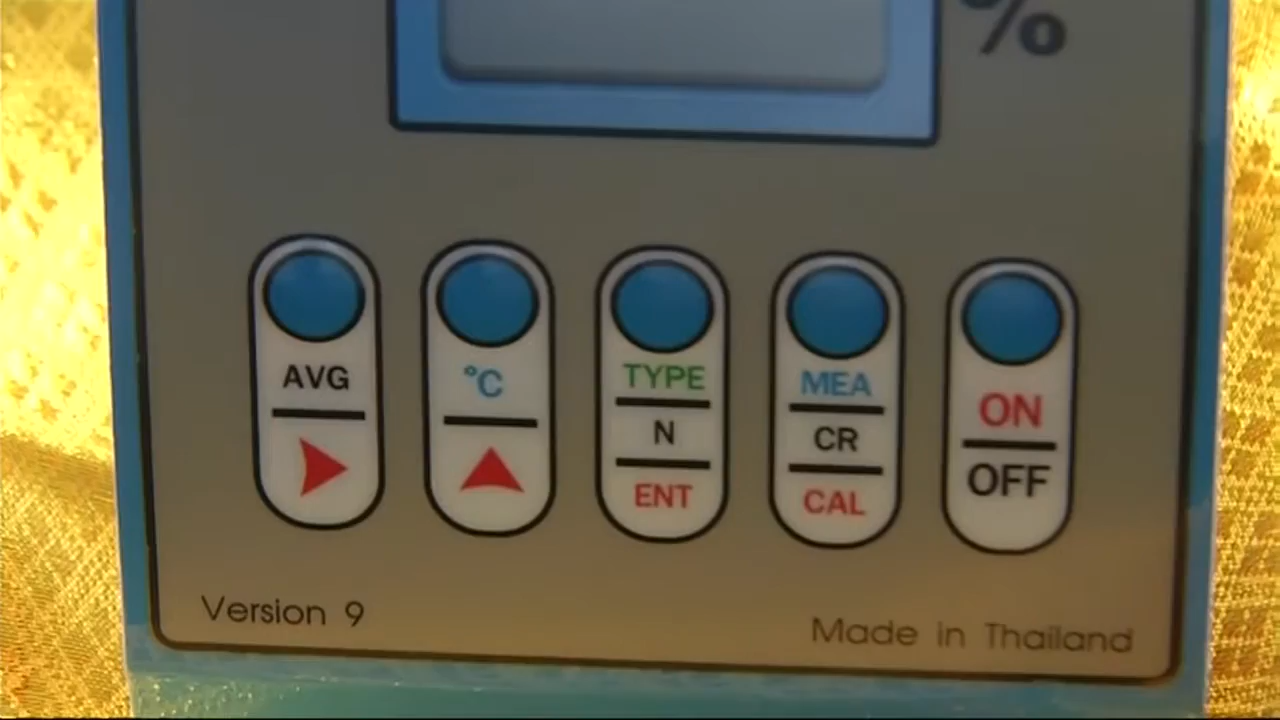 %
AVG
°C
TYPE
N
ENT
MEA
CR
CAL
ON
OFF
Version 9
Made in Thailand